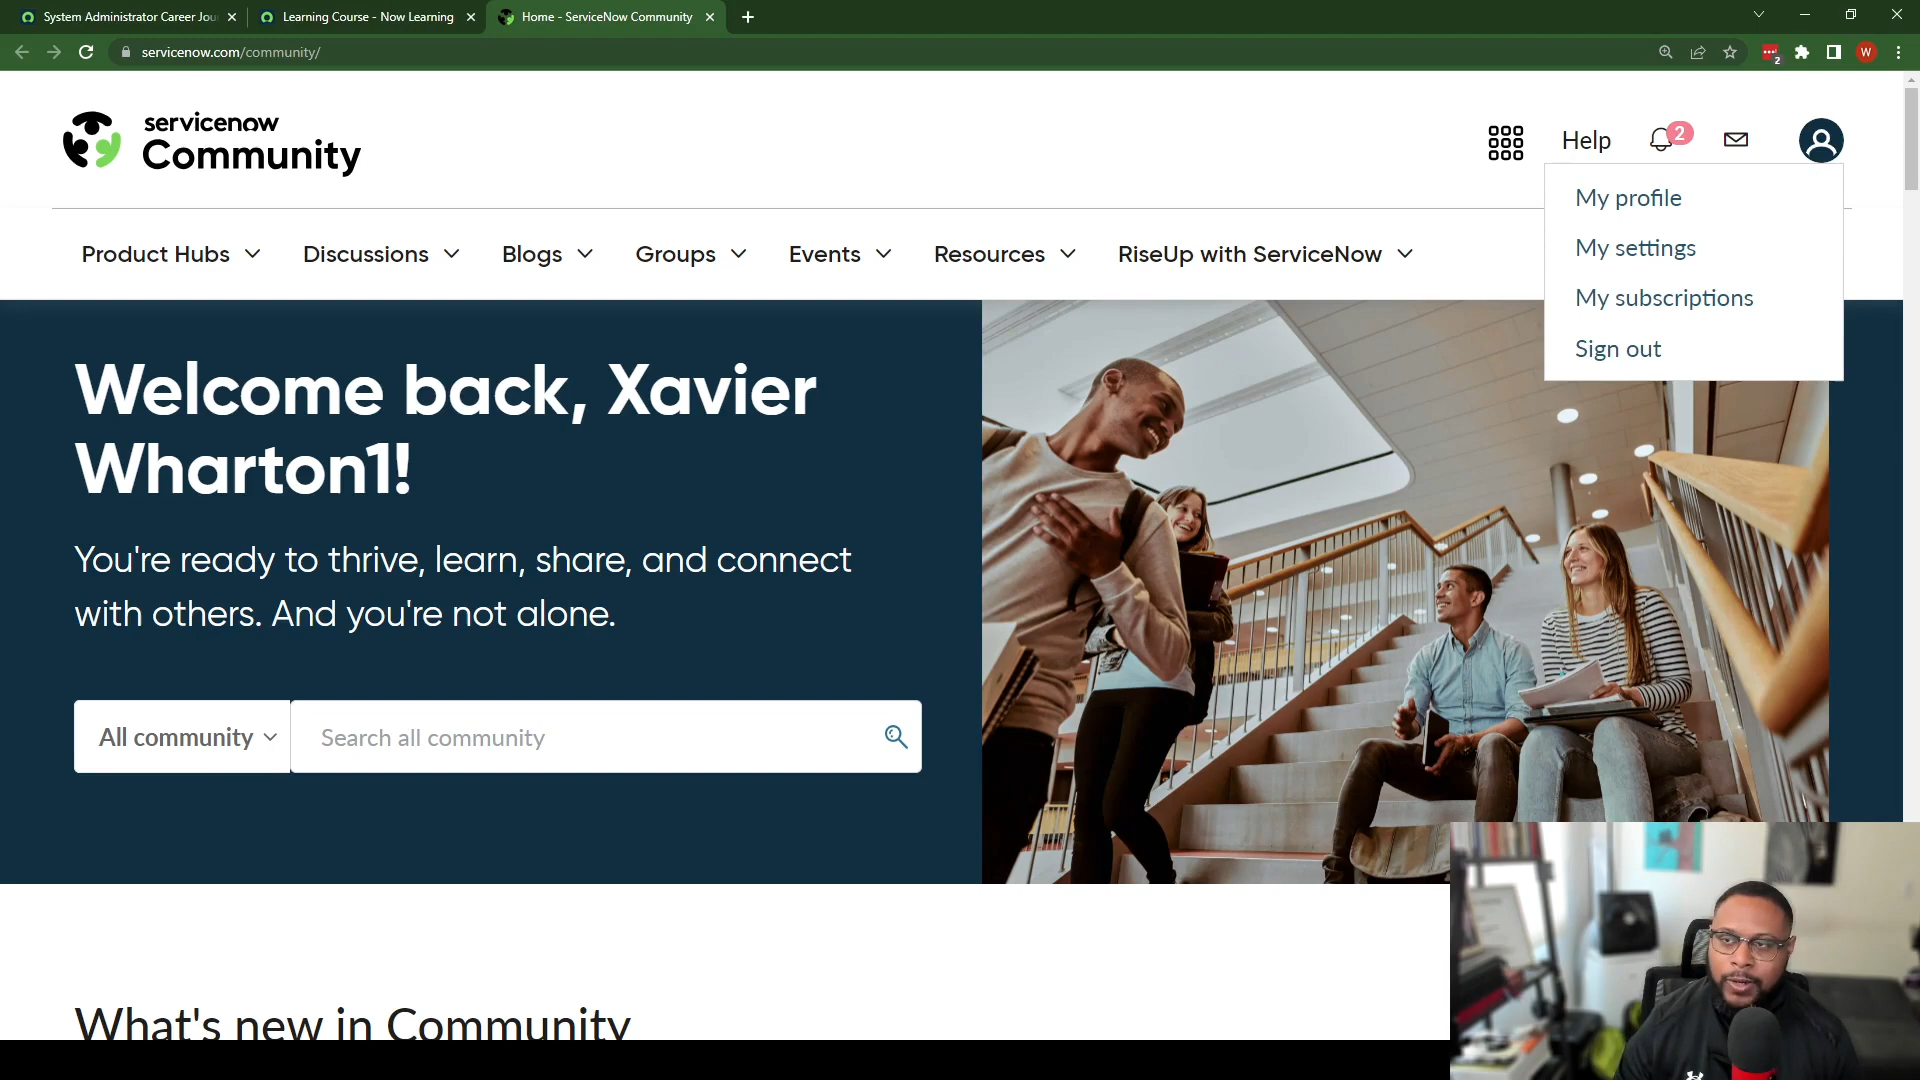 System Administrator Career Jou
Learning Course - Now Learning
Home - ServiceNow Community
servicenow.com/community/
2
W
servicenow
Community
Help
2
My profile
My settings
My subscriptions
Sign out
Product Hubs
Discussions
Blogs
Groups
Events
Resources
RiseUp with ServiceNow
Welcome back, Xavier
Wharton1!
You're ready to thrive, learn, share, and connect
with others. And you're not alone.
All community
Search all community
What's new in Community